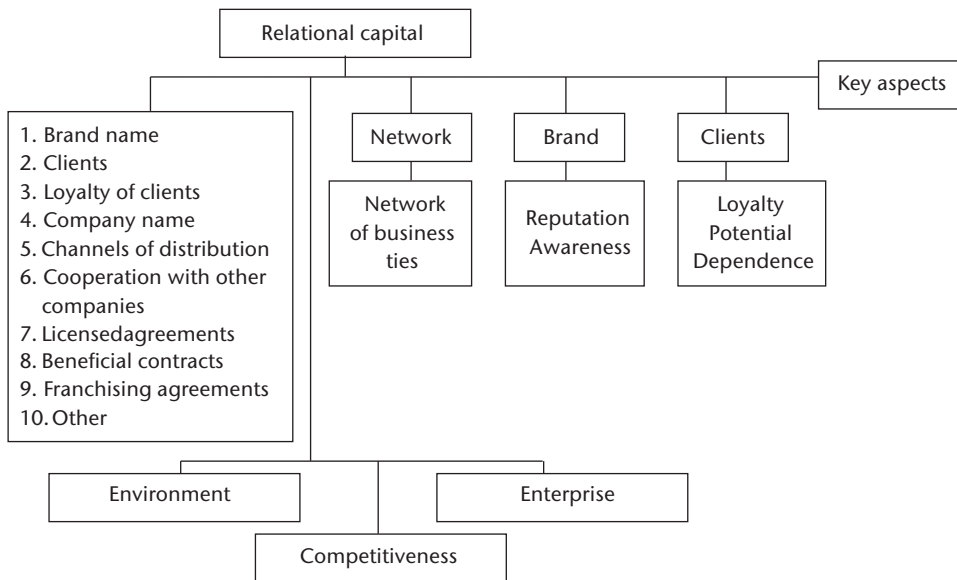 Relational capital
Key aspects
1. Brand name
2. Clients
3. Loyalty of clients
4. Company name
5. Channels of distribution
6. Cooperation with other
companies
7. Licensedagreements
8. Beneficial contracts
9. Franchising agreements
10. Other
Network
Brand
Clients
Network
of business
ties
Reputation
Awareness
Loyalty
Potential
Dependence
Environment
Enterprise
Competitiveness